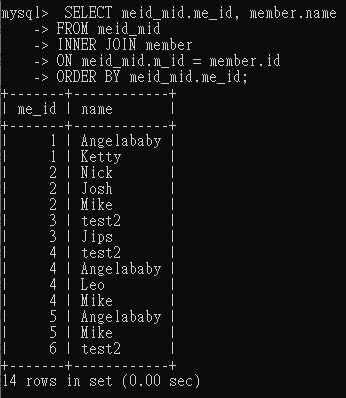 mysql>  SELECT meid_mid.me_id, member.name
    -> FROM meid_mid
    -> INNER JOIN member
    -> ON meid_mid.m_id = member.id
    -> ORDER BY meid_mid.me_id;
+-------+------------+
| me_id | name       |
+-------+------------+
|     1 | Angelababy |
|     1 | Ketty      |
|     2 | Nick       |
|     2 | Josh       |
|     2 | Mike       |
|     3 | test2      |
|     3 | Jips       |
|     4 | test2      |
|     4 | Angelababy |
|     4 | Leo        |
|     4 | Mike       |
|     5 | Angelababy |
|     5 | Mike       |
|     6 | test2      |
+-------+------------+
14 rows in set (0.00 sec)